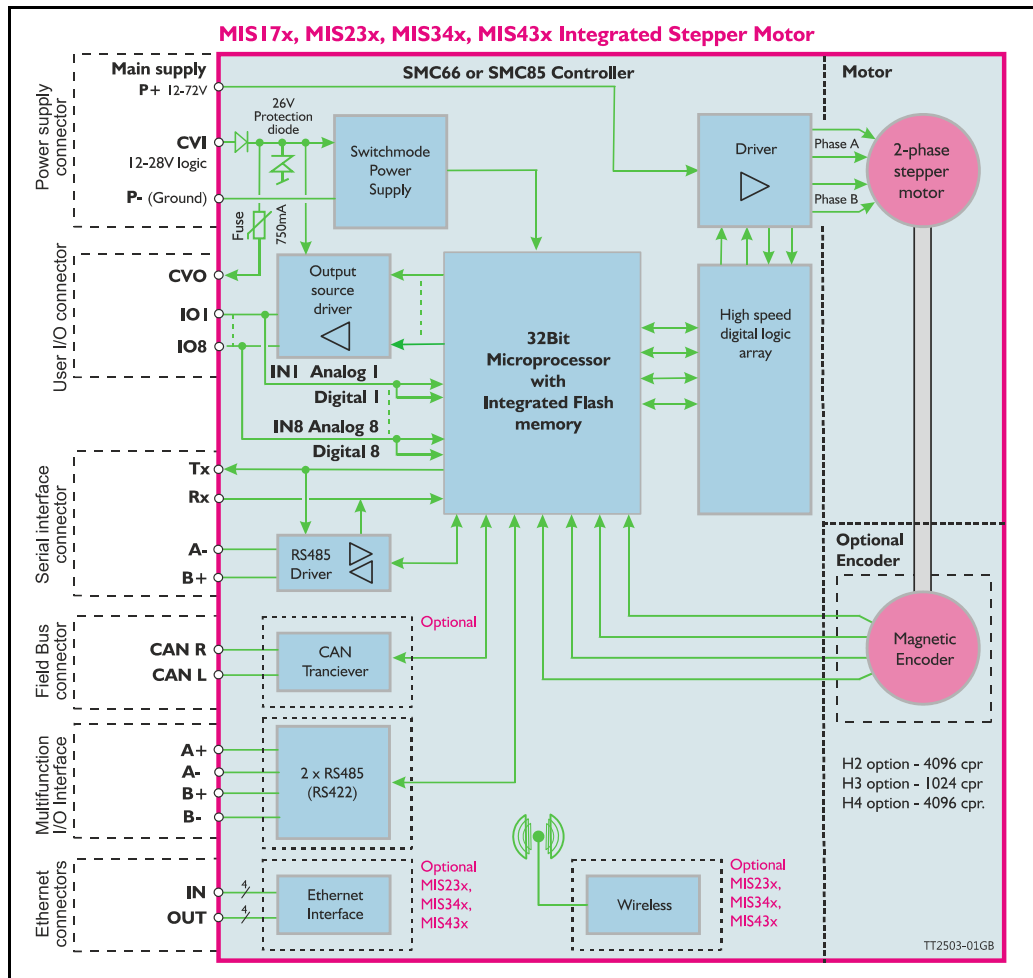 MIS17x, MIS23x, MIS34x, MIS43x Integrated Stepper Motor
Power supply
connector
Main supply
P+ 12-72V
CVI
12-28V logic
P- (Ground)
SMC66 or SMC85 Controller
26V
Protection
diode
Switchmode
Power
Supply
Fuse
750mA
Driver
Motor
Phase A
Phase B
2-phase
stepper
motor
User I/O connector
CVO
IO1
IO8
Output
source
driver
IN1 Analog 1
Digital 1
IN8 Analog 8
Digital 8
32Bit
Microprocessor
with
Integrated Flash
memory
High speed
digital logic
array
Serial interface
connector
Tx
Rx
A-
B+
RS485
Driver
Optional
Encoder
Magnetic
Encoder
H2 option - 4096 cpr
H3 option - 1024 cpr
H4 option - 4096 cpr.
Field Bus
connector
CAN R
CAN L
CAN
Tranciever
Optional
Multifunction
I/O Interface
A+
A-
B+
B-
2 x RS485
(RS422)
Ethernet
connectors
IN
OUT
4
4
Ethernet
Interface
Optional
MIS23x,
MIS34x,
MIS43x
Wireless
Optional
MIS23x,
MIS34x,
MIS43x
TT2503-01GB